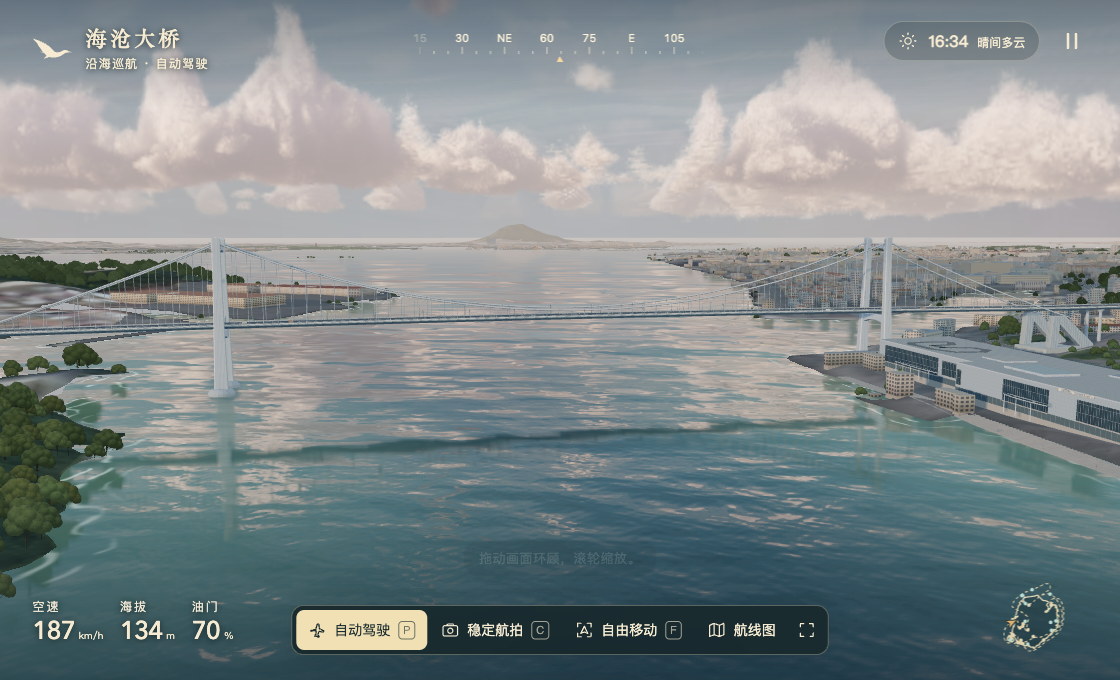 海沧大桥
沿海巡航 · 自动驾驶
15 30 NE 60 75 E 105
16:34 晴间多云
拖动画面环顾，滚轮缩放。
空速 海拔 油门
187 km/h 134 m 70 %
自动驾驶 P 稳定航拍 C 自由移动 F 航线图